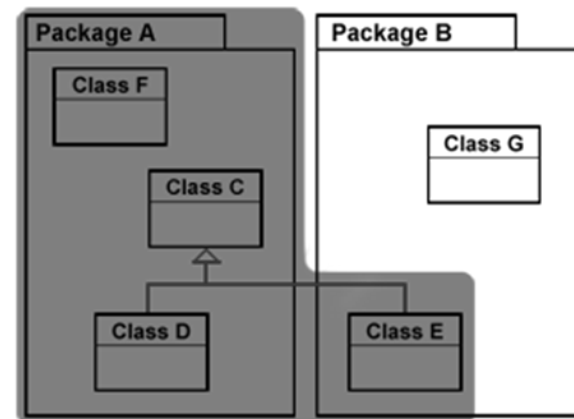 Package A
Package B
Class F
Class G
Class C
Class D
Class E